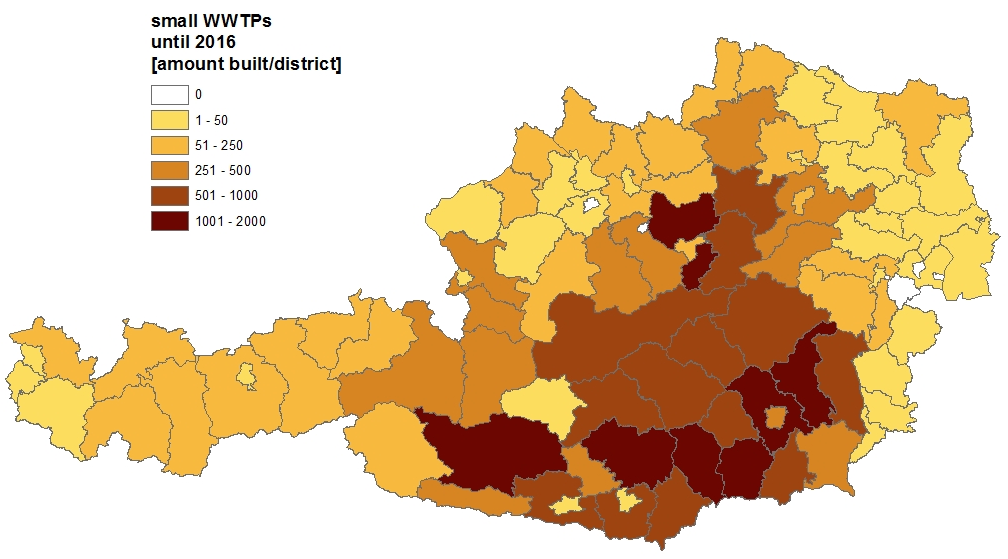 small WWTPs
until 2016
[amount built/district]
0
1 - 50
51 - 250
251 - 500
501 - 1000
1001 - 2000